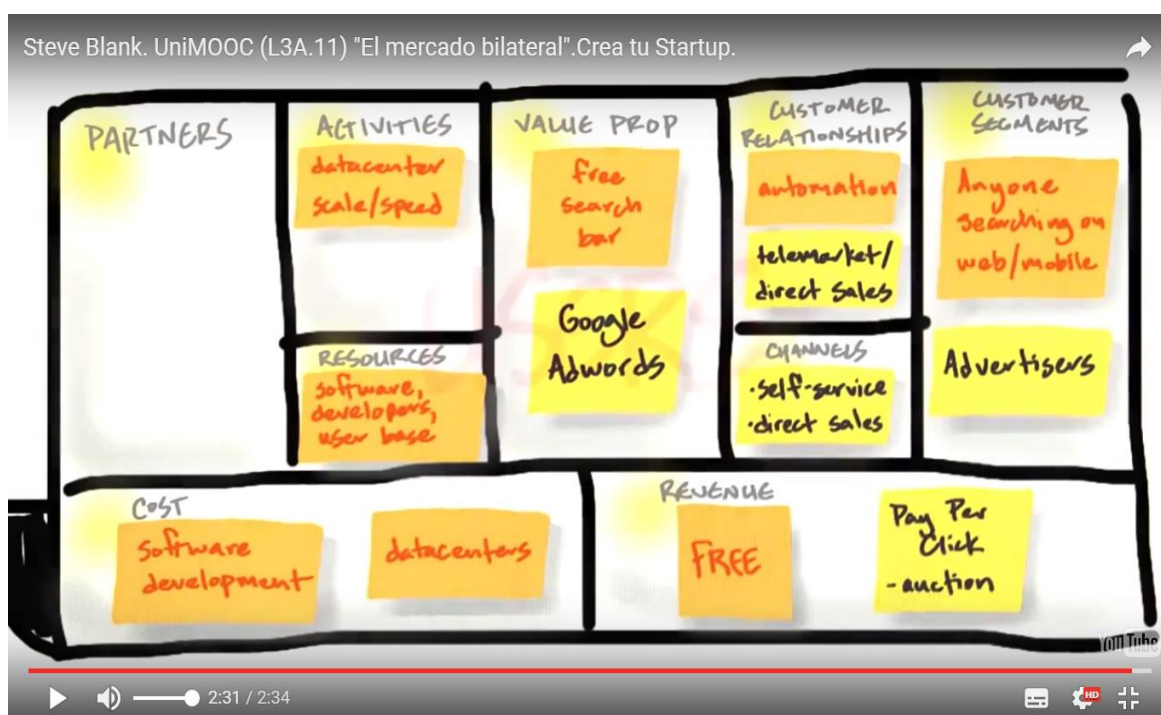 Steve Blank. UniMOOC (L3A.11) "El mercado bilateral".Crea tu Startup.
PARTNERS
ACTIVITIES
datacenter
scale/speed
RESOURCES
software,
developers,
user base
VALUE PROP
free
search
bar
Google
Adwords
CUSTOMER
RELATIONSHIPS
automation
telemarket/
direct sales
CHANNELS
·self-service
·direct sales
CUSTOMER
SEGMENTS
Anyone
searching on
web/mobile
Advertisers
COST
software
development
datacenters
REVENUE
FREE
Pay Per
Click
-auction
YouTube
2:31 / 2:34
HD